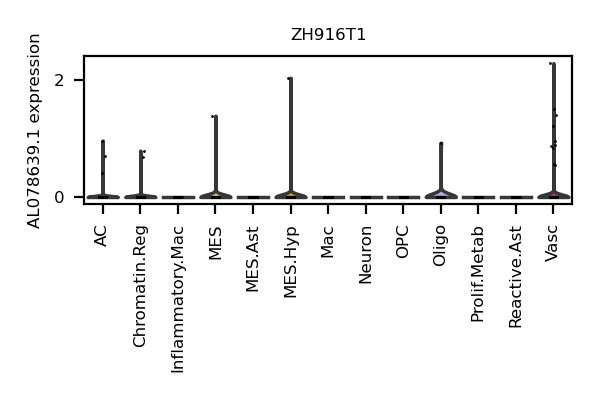 ZH916T1
AL078639.1 expression
2
0
AC
Chromatin.Reg
Inflammatory.Mac
MES
MES.Ast
MES.Hyp
Mac
Neuron
OPC
Oligo
Prolif.Metab
Reactive.Ast
Vasc